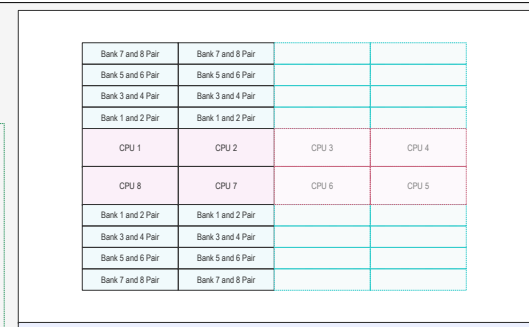 Bank 7 and 8 Pair Bank 7 and 8 Pair
Bank 5 and 6 Pair Bank 5 and 6 Pair
Bank 3 and 4 Pair Bank 3 and 4 Pair
Bank 1 and 2 Pair Bank 1 and 2 Pair
CPU 1 CPU 2 CPU 3 CPU 4
CPU 8 CPU 7 CPU 6 CPU 5
Bank 1 and 2 Pair Bank 1 and 2 Pair
Bank 3 and 4 Pair Bank 3 and 4 Pair
Bank 5 and 6 Pair Bank 5 and 6 Pair
Bank 7 and 8 Pair Bank 7 and 8 Pair